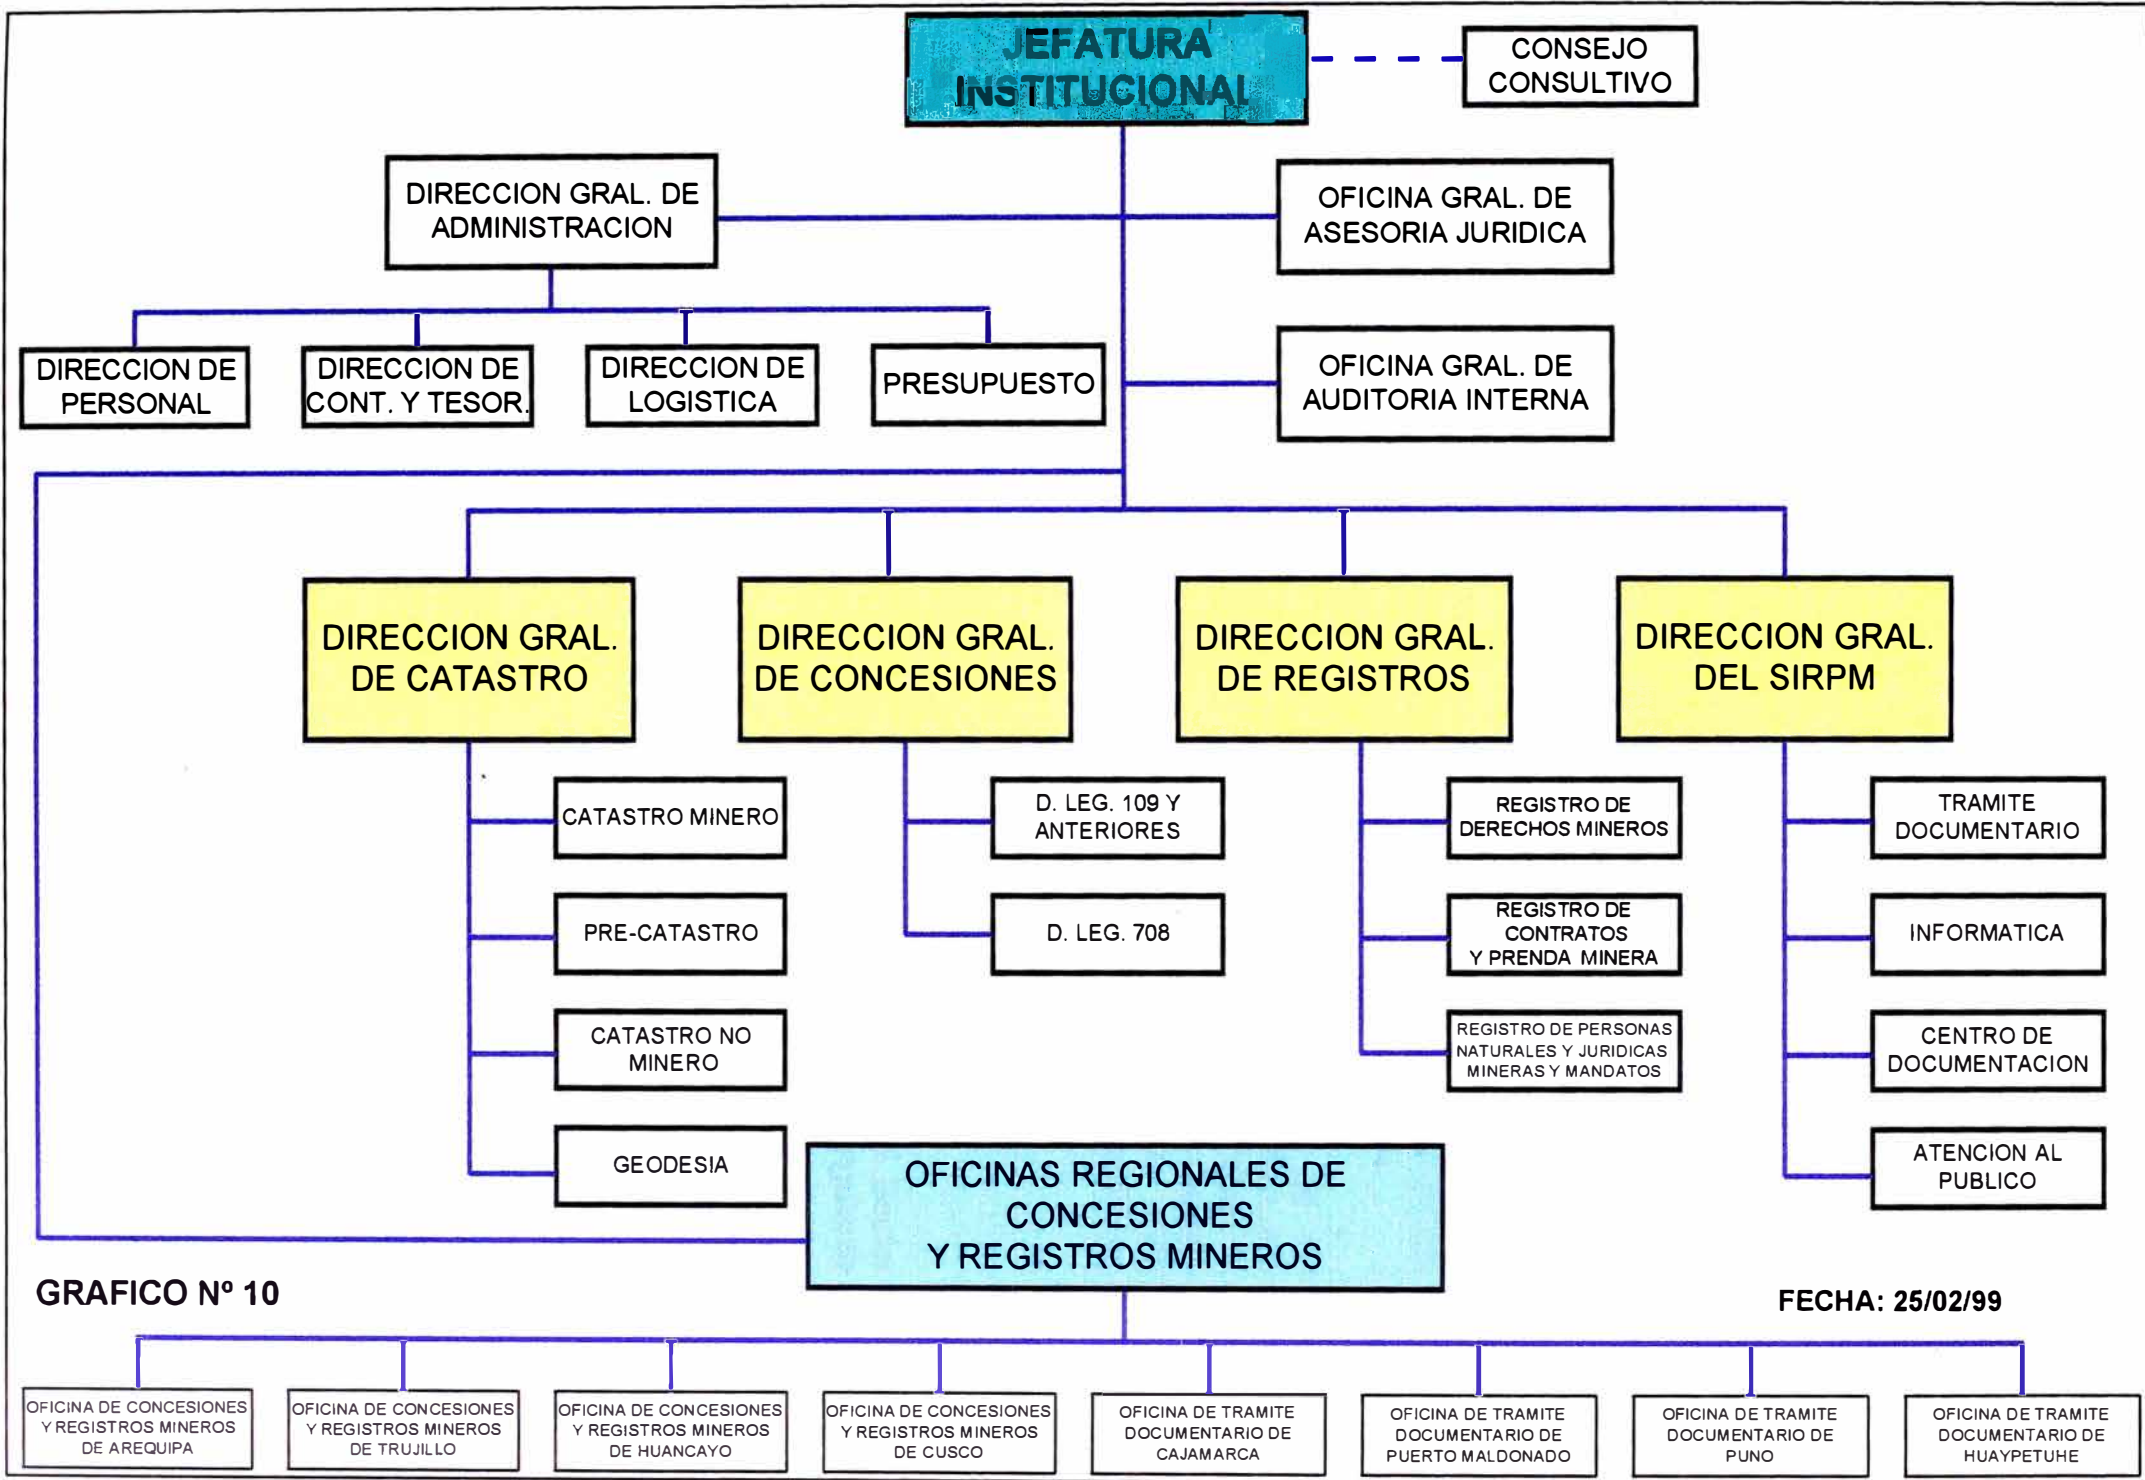 JEFATURA
INSTITUCIONAL
CONSEJO
CONSULTIVO
DIRECCION GRAL. DE
ADMINISTRACION
OFICINA GRAL. DE
ASESORIA JURIDICA
DIRECCION DE
PERSONAL
DIRECCION DE
CONT. Y TESOR.
DIRECCION DE
LOGISTICA
PRESUPUESTO
OFICINA GRAL. DE
AUDITORIA INTERNA
DIRECCION GRAL.
DE CATASTRO
DIRECCION GRAL.
DE CONCESIONES
DIRECCION GRAL.
DE REGISTROS
DIRECCION GRAL.
DEL SIRPM
CATASTRO MINERO
PRE-CATASTRO
CATASTRO NO
MINERO
GEODESIA
D. LEG. 109 Y
ANTERIORES
D. LEG. 708
REGISTRO DE
DERECHOS MINEROS
REGISTRO DE
CONTRATOS
Y PRENDA MINERA
REGISTRO DE PERSONAS
NATURALES Y JURIDICAS
MINERAS Y MANDATOS
TRAMITE
DOCUMENTARIO
INFORMATICA
CENTRO DE
DOCUMENTACION
ATENCION AL
PUBLICO
OFICINAS REGIONALES DE
CONCESIONES
Y REGISTROS MINEROS
GRAFICO Nº 10
FECHA: 25/02/99
OFICINA DE CONCESIONES
Y REGISTROS MINEROS
DE AREQUIPA
OFICINA DE CONCESIONES
Y REGISTROS MINEROS
DE TRUJILLO
OFICINA DE CONCESIONES
Y REGISTROS MINEROS
DE HUANCAYO
OFICINA DE CONCESIONES
Y REGISTROS MINEROS
DE CUSCO
OFICINA DE TRAMITE
DOCUMENTARIO DE
CAJAMARCA
OFICINA DE TRAMITE
DOCUMENTARIO DE
PUERTO MALDONADO
OFICINA DE TRAMITE
DOCUMENTARIO DE
PUNO
OFICINA DE TRAMITE
DOCUMENTARIO DE
HUAYPETUHE